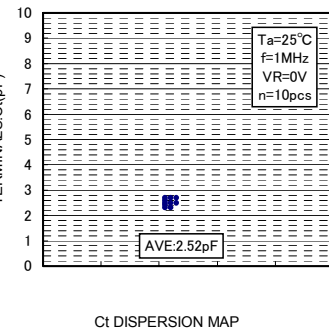 10
9
8
7
6
5
4
3
2
1
0
Ta=25°C
f=1MHz
VR=0V
n=10pcs
AVE:2.52pF
Ct DISPERSION MAP